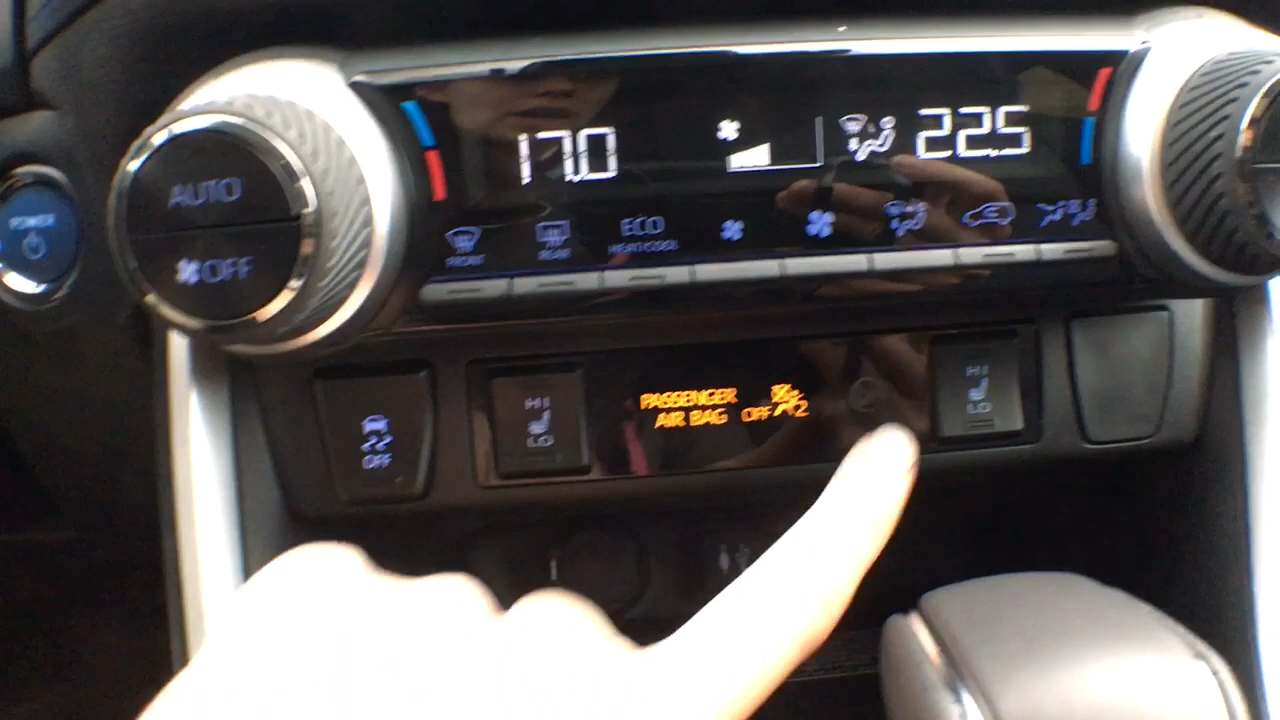 17.0 22.5
POWER
AUTO
OFF
FRONT
REAR
ECO
HEAT/COOL
OFF
HI
LO
PASSENGER
AIR BAG OFF 2
HI
LO